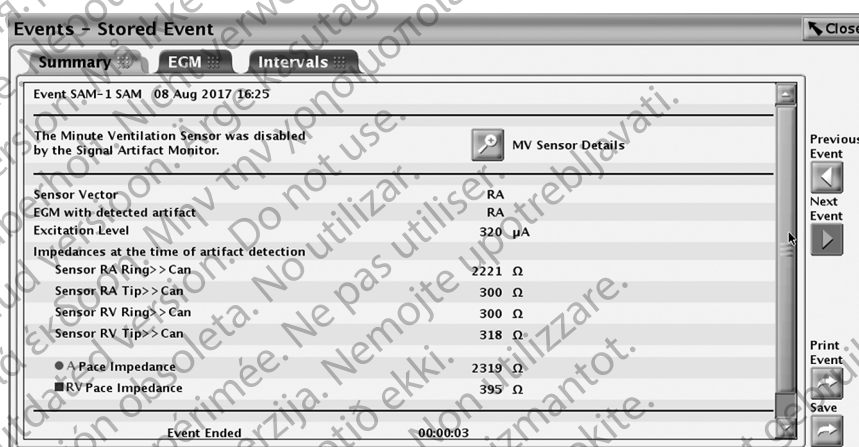 Events - Stored Event
Close
Summary
EGM
Intervals
Event SAM-1 SAM 08 Aug 2017 16:25
The Minute Ventilation Sensor was disabled
by the Signal Artifact Monitor.
MV Sensor Details
Sensor Vector RA
EGM with detected artifact RA
Excitation Level 320 µA
Impedances at the time of artifact detection
Sensor RA Ring>>Can 2221 Ω
Sensor RA Tip>>Can 300 Ω
Sensor RV Ring>>Can 300 Ω
Sensor RV Tip>>Can 318 Ω
A Pace Impedance 2319 Ω
RV Pace Impedance 395 Ω
Event Ended 00:00:03
Previous
Event
Next
Event
Print
Event
Save
Do not use.
No utilizar.
Ne pas utiliser.
Nemojte upotrebljavati.
Non utilizzare.